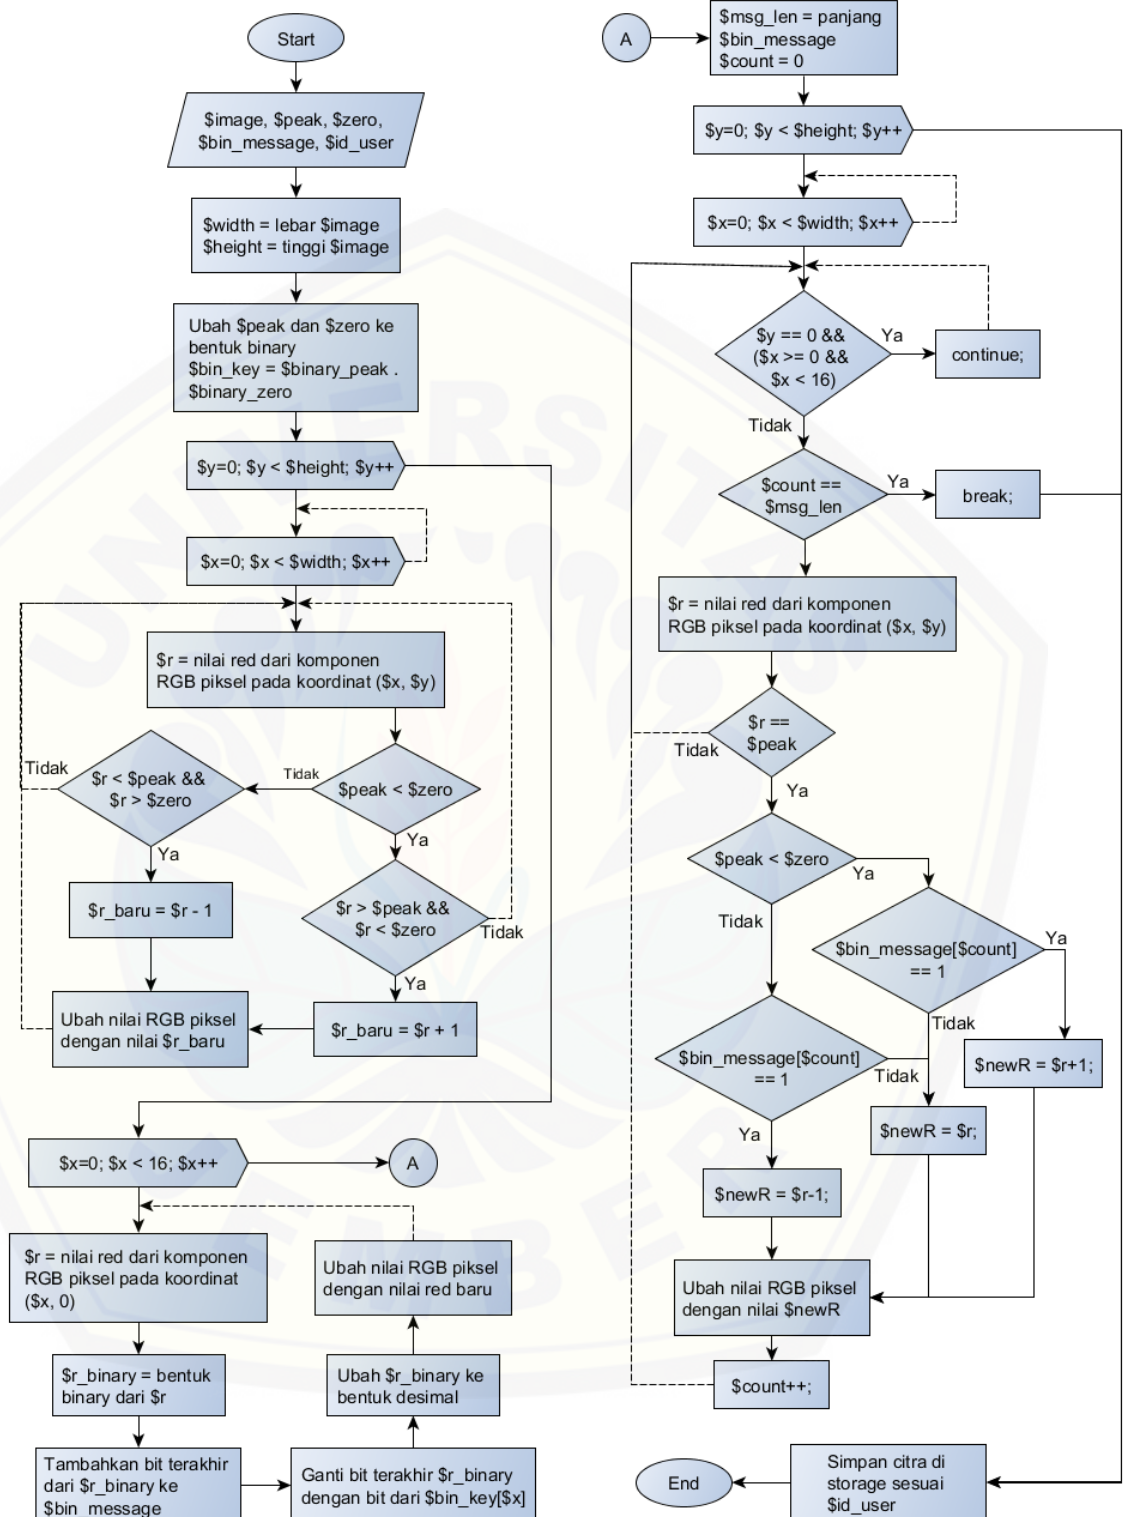 Start
$image, $peak, $zero,
$bin_message, $id_user
$width = lebar $image
$height = tinggi $image
Ubah $peak dan $zero ke
bentuk binary
$bin_key = $binary_peak .
$binary_zero
$y=0; $y < $height; $y++
$x=0; $x < $width; $x++
$r = nilai red dari komponen
RGB piksel pada koordinat ($x, $y)
$peak < $zero
Tidak
$r < $peak &&
$r > $zero
Tidak
Ya
$r_baru = $r - 1
Ya
$r > $peak &&
$r < $zero
Tidak
Ya
$r_baru = $r + 1
Ubah nilai RGB piksel
dengan nilai $r_baru
$x=0; $x < 16; $x++
A
$r = nilai red dari komponen
RGB piksel pada koordinat
($x, 0)
$r_binary = bentuk
binary dari $r
Tambahkan bit terakhir
dari $r_binary ke
$bin_message
Ganti bit terakhir $r_binary
dengan bit dari $bin_key[$x]
Ubah $r_binary ke
bentuk desimal
Ubah nilai RGB piksel
dengan nilai red baru
A
$msg_len = panjang
$bin_message
$count = 0
$y=0; $y < $height; $y++
$x=0; $x < $width; $x++
$y == 0 &&
($x >= 0 &&
$x < 16)
Ya
continue;
Tidak
$count ==
$msg_len
Ya
break;
$r = nilai red dari komponen
RGB piksel pada koordinat ($x, $y)
$r ==
$peak
Tidak
Ya
$peak < $zero
Ya
Tidak
$bin_message[$count]
== 1
Ya
Tidak
$newR = $r+1;
$bin_message[$count]
== 1
Tidak
$newR = $r;
Ya
$newR = $r-1;
Ubah nilai RGB piksel
dengan nilai $newR
$count++;
Simpan citra di
storage sesuai
$id_user
End
UNIVERSITAS
JEMBER